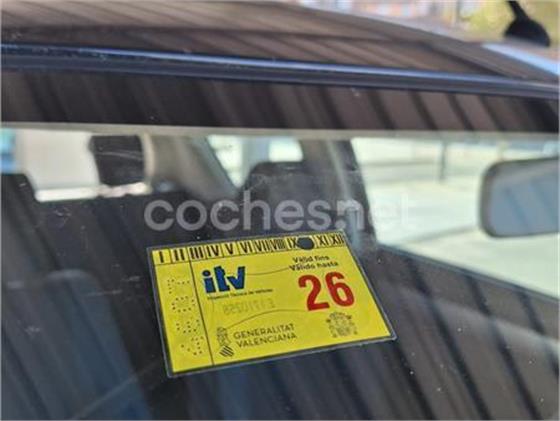 coches.net
I II III IV V VI VII VIII IX XI XII
itv
Vàlid fins
Válido hasta
26
GENERALITAT
VALENCIANA